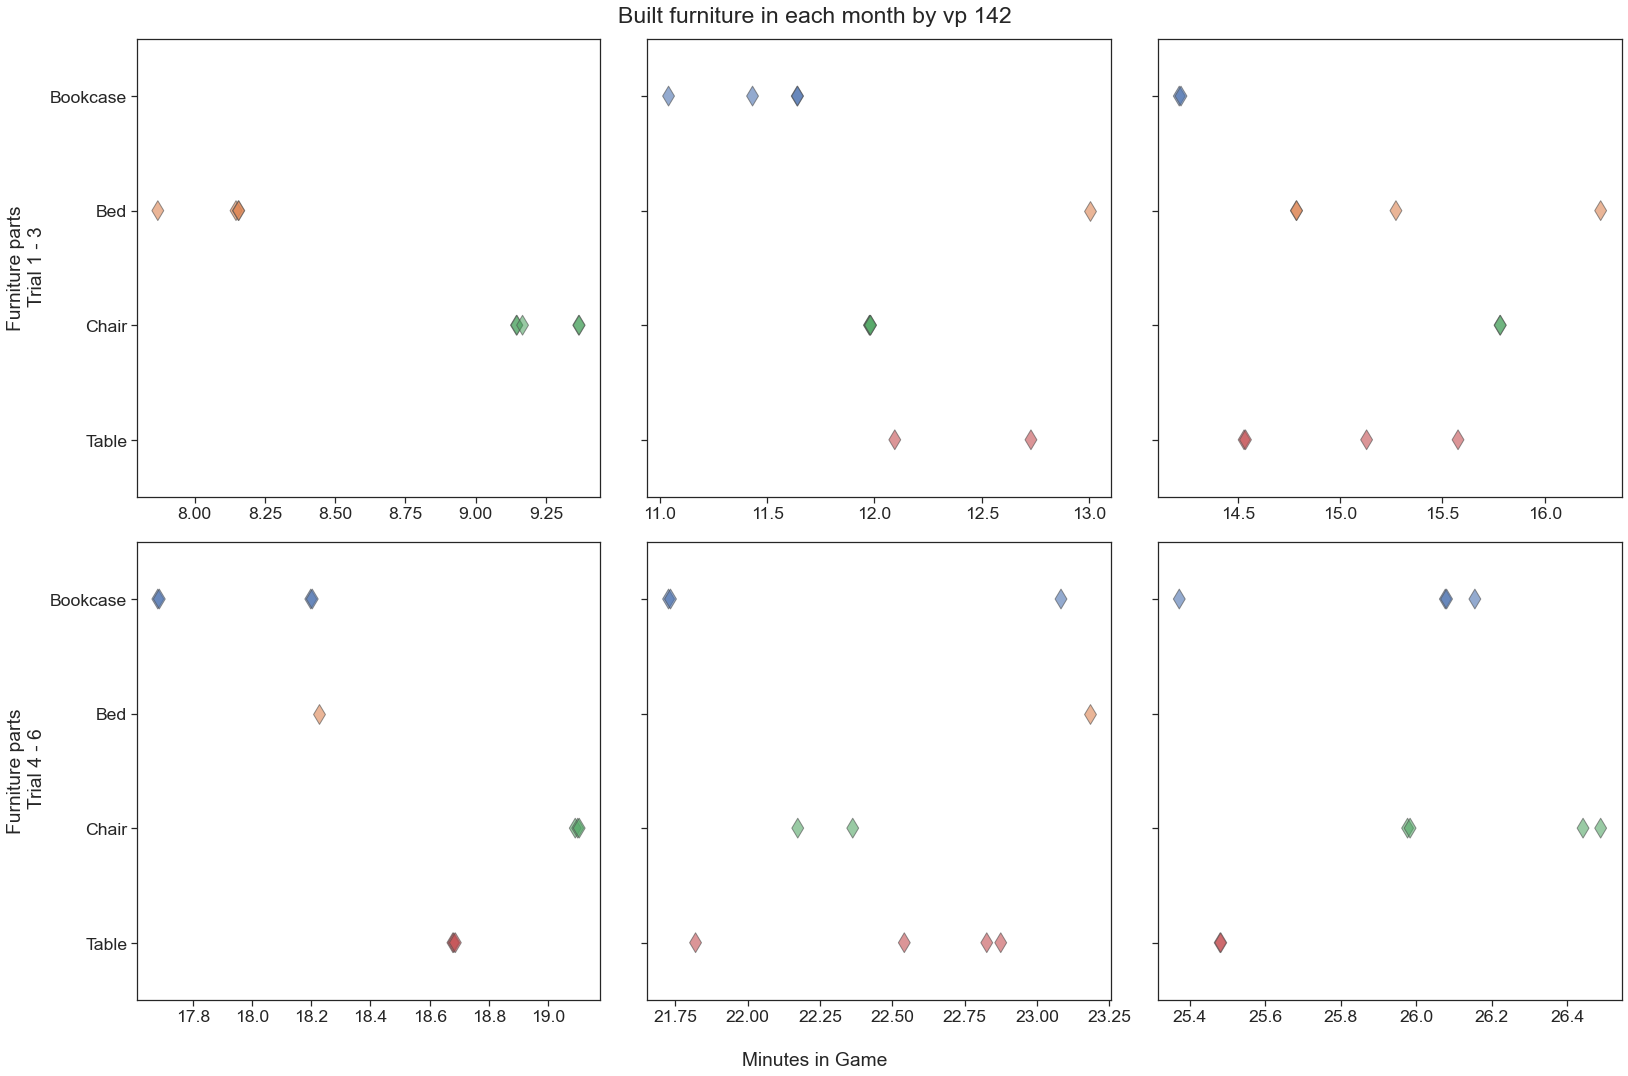 Built furniture in each month by vp 142
Furniture parts
Trial 1 - 3
Bookcase
Bed
Chair
Table
8.00 8.25 8.50 8.75 9.00 9.25
11.0 11.5 12.0 12.5 13.0
14.5 15.0 15.5 16.0
Furniture parts
Trial 4 - 6
Bookcase
Bed
Chair
Table
17.8 18.0 18.2 18.4 18.6 18.8 19.0
21.75 22.00 22.25 22.50 22.75 23.00 23.25
25.4 25.6 25.8 26.0 26.2 26.4
Minutes in Game